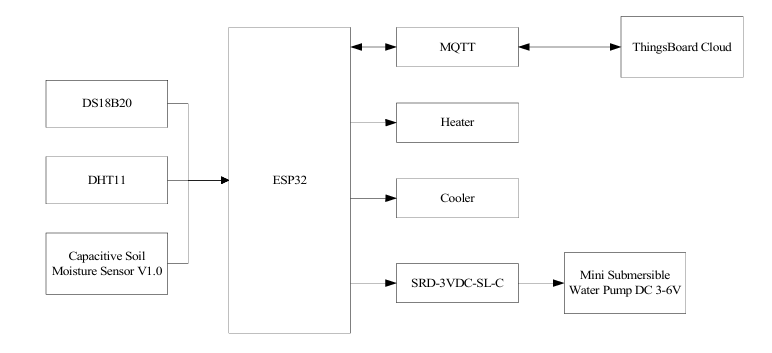 MQTT
ThingsBoard Cloud
DS18B20
Heater
DHT11
ESP32
Cooler
Capacitive Soil
Moisture Sensor V1.0
SRD-3VDC-SL-C
Mini Submersible
Water Pump DC 3-6V